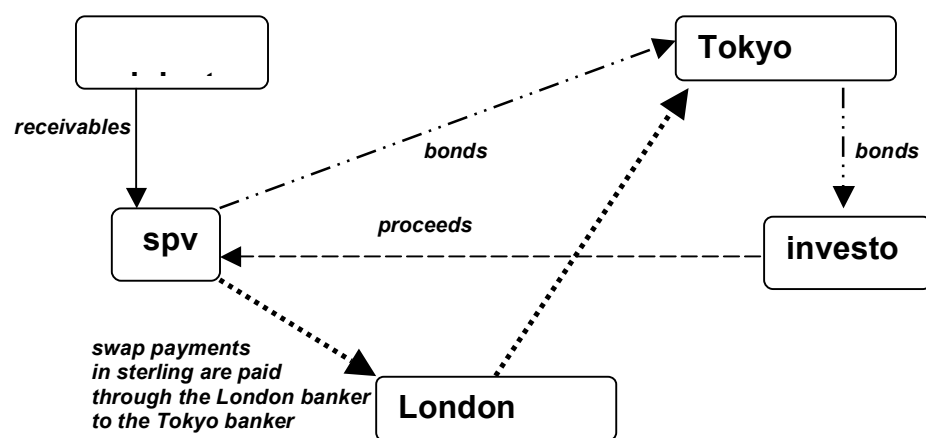 Tokyo
receivables
bonds
bonds
spv
proceeds
investo
swap payments
in sterling are paid
through the London banker
to the Tokyo banker
London